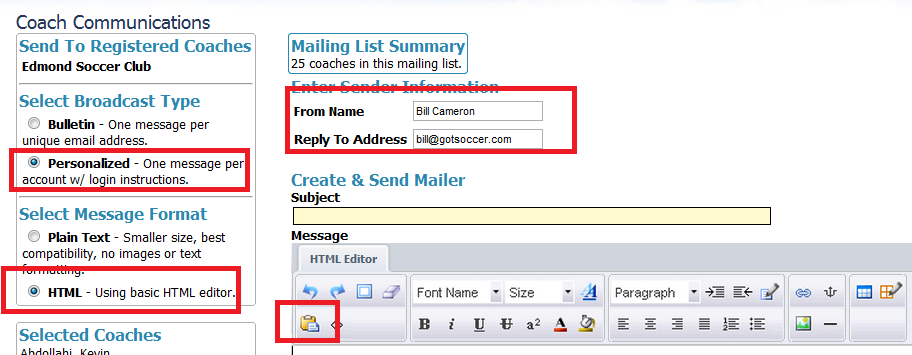 Coach Communications
Send To Registered Coaches
Edmond Soccer Club
Select Broadcast Type
Bulletin - One message per
unique email address.
Personalized - One message per
account w/ login instructions.
Select Message Format
Plain Text - Smaller size, best
compatibility, no images or text
formatting.
HTML - Using basic HTML editor.
Selected Coaches
Abdollahi, Kevin
Mailing List Summary
25 coaches in this mailing list.
Enter Sender Information
From Name Bill Cameron
Reply To Address bill@gotsoccer.com
Create & Send Mailer
Subject
Message
HTML Editor
Font Name Size A Paragraph
B i U U a² A